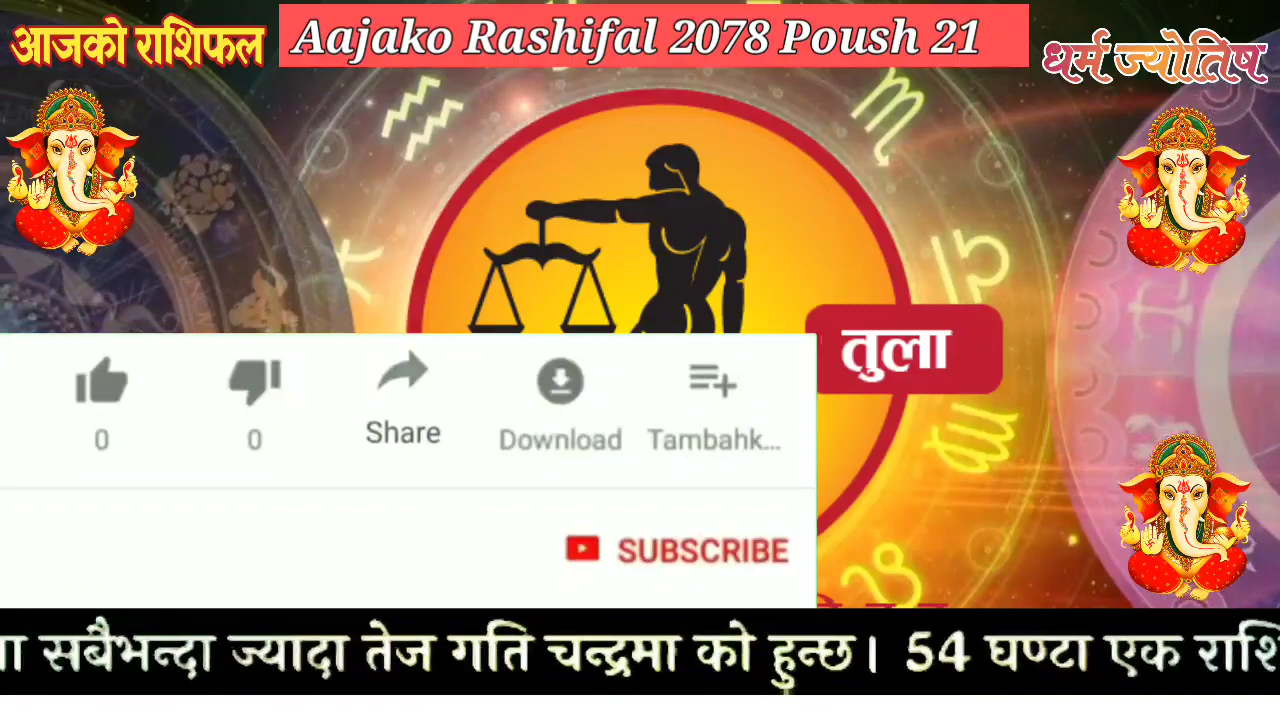 आजको राशिफल
Aajako Rashifal 2078 Poush 21
धर्म ज्योतिष
तुला
0
0
Share
Download
Tambahk...
SUBSCRIBE
सबैभन्दा ज्यादा तेज गति चन्द्रमा को हुन्छ। 54 घण्टा एक